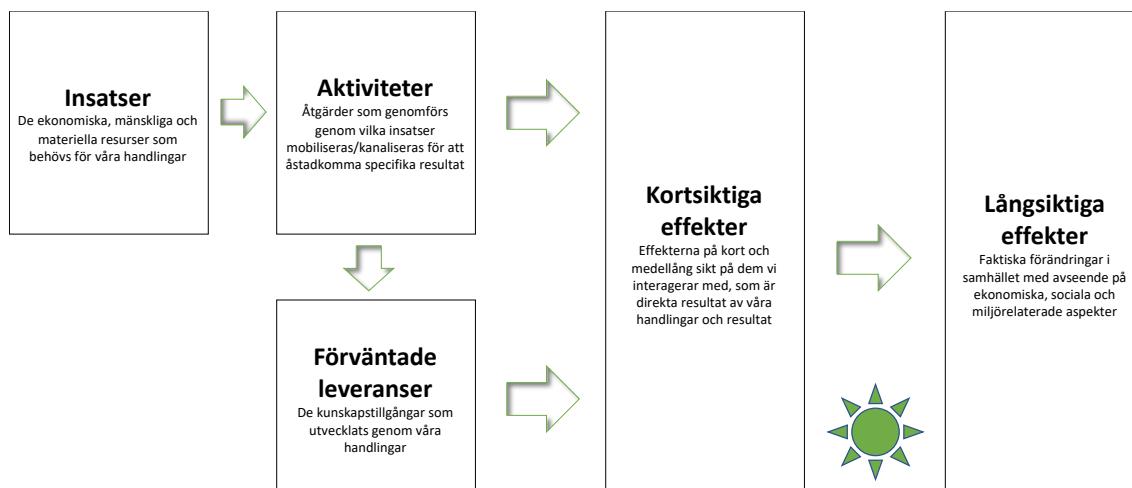 Insatser
De ekonomiska, mänskliga och
materiella resurser som
behövs för våra handlingar
Aktiviteter
Åtgärder som genomförs
genom vilka insatser
mobiliseras/kanaliseras för att
åstadkomma specifika resultat
Förväntade
leveranser
De kunskapstillgångar som
utvecklats genom våra
handlingar
Kortsiktiga
effekter
Effekterna på kort och
medellång sikt på dem vi
interagerar med, som är
direkta resultat av våra
handlingar och resultat
Långsiktiga
effekter
Faktiska förändringar i
samhället med avseende på
ekonomiska, sociala och
miljörelaterade aspekter